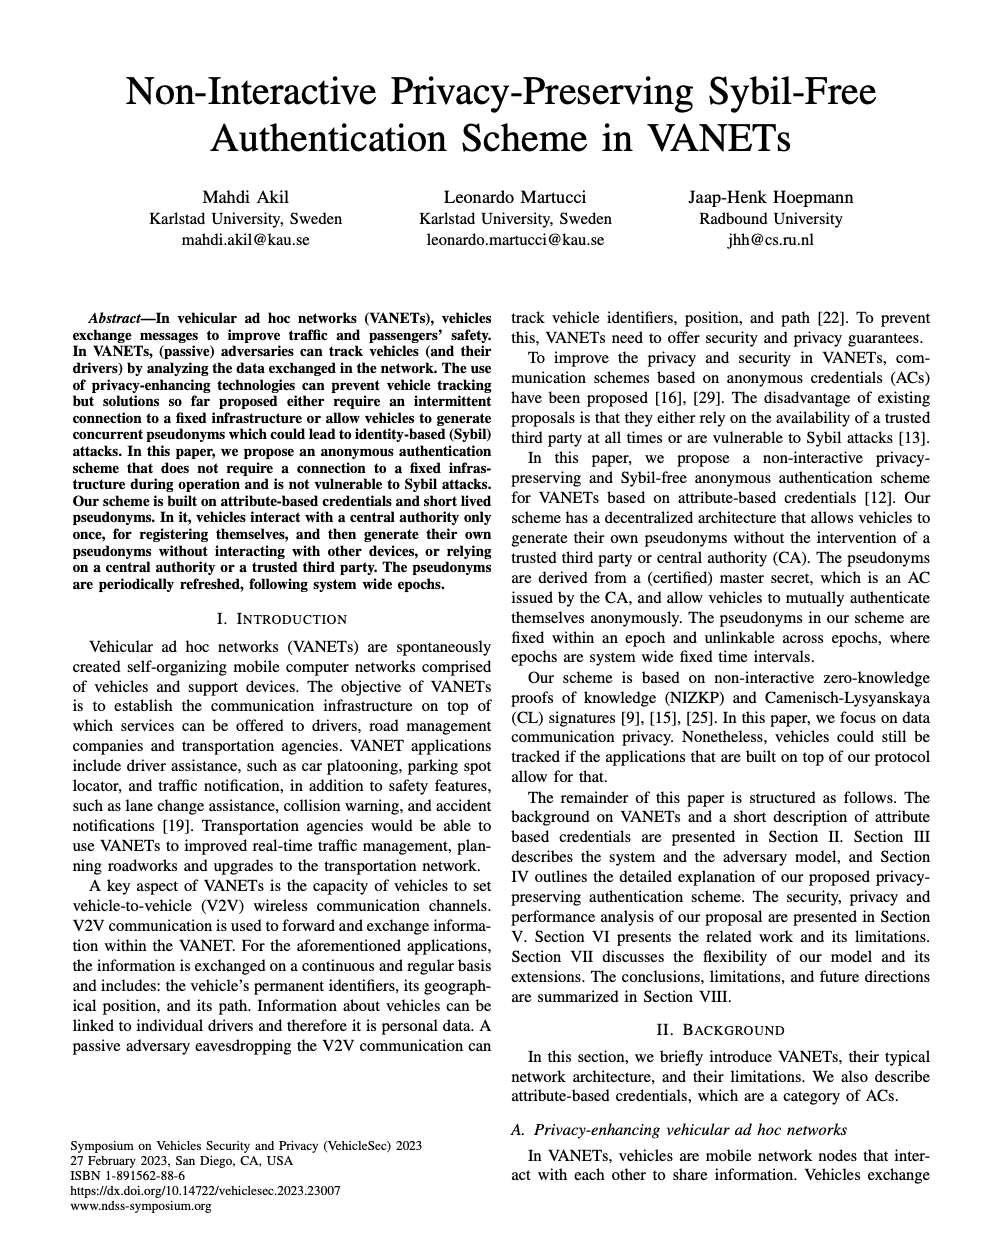 Non-Interactive Privacy-Preserving Sybil-Free
Authentication Scheme in VANETs
Mahdi Akil
Karlstad University, Sweden
mahdi.akil@kau.se
Leonardo Martucci
Karlstad University, Sweden
leonardo.martucci@kau.se
Jaap-Henk Hoepmann
Radbound University
jhh@cs.ru.nl
Abstract—In vehicular ad hoc networks (VANETs), vehicles
exchange messages to improve traffic and passengers' safety.
In VANETs, (passive) adversaries can track vehicles (and their
drivers) by analyzing the data exchanged in the network. The use
of privacy-enhancing technologies can prevent vehicle tracking
but solutions so far proposed either require an intermittent
connection to a fixed infrastructure or allow vehicles to generate
concurrent pseudonyms which could lead to identity-based (Sybil)
attacks. In this paper, we propose an anonymous authentication
scheme that does not require a connection to a fixed infras-
tructure during operation and is not vulnerable to Sybil attacks.
Our scheme is built on attribute-based credentials and short lived
pseudonyms. In it, vehicles interact with a central authority only
once, for registering themselves, and then generate their own
pseudonyms without interacting with other devices, or relying
on a central authority or a trusted third party. The pseudonyms
are periodically refreshed, following system wide epochs.
I. INTRODUCTION
Vehicular ad hoc networks (VANETs) are spontaneously
created self-organizing mobile computer networks comprised
of vehicles and support devices. The objective of VANETs
is to establish the communication infrastructure on top of
which services can be offered to drivers, road management
companies and transportation agencies. VANET applications
include driver assistance, such as car platooning, parking spot
locator, and traffic notification, in addition to safety features,
such as lane change assistance, collision warning, and accident
notifications [19]. Transportation agencies would be able to
use VANETs to improved real-time traffic management, plan-
ning roadworks and upgrades to the transportation network.
A key aspect of VANETs is the capacity of vehicles to set
vehicle-to-vehicle (V2V) wireless communication channels.
V2V communication is used to forward and exchange informa-
tion within the VANET. For the aforementioned applications,
the information is exchanged on a continuous and regular basis
and includes: the vehicle's permanent identifiers, its geograph-
ical position, and its path. Information about vehicles can be
linked to individual drivers and therefore it is personal data. A
passive adversary eavesdropping the V2V communication can
Symposium on Vehicles Security and Privacy (VehicleSec) 2023
27 February 2023, San Diego, CA, USA
ISBN 1-891562-88-6
https://dx.doi.org/10.14722/vehiclesec.2023.23007
www.ndss-symposium.org
track vehicle identifiers, position, and path [22]. To prevent
this, VANETs need to offer security and privacy guarantees.
To improve the privacy and security in VANETs, com-
munication schemes based on anonymous credentials (ACs)
have been proposed [16], [29]. The disadvantage of existing
proposals is that they either rely on the availability of a trusted
third party at all times or are vulnerable to Sybil attacks [13].
In this paper, we propose a non-interactive privacy-
preserving and Sybil-free anonymous authentication scheme
for VANETs based on attribute-based credentials [12]. Our
scheme has a decentralized architecture that allows vehicles to
generate their own pseudonyms without the intervention of a
trusted third party or central authority (CA). The pseudonyms
are derived from a (certified) master secret, which is an AC
issued by the CA, and allow vehicles to mutually authenticate
themselves anonymously. The pseudonyms in our scheme are
fixed within an epoch and unlinkable across epochs, where
epochs are system wide fixed time intervals.
Our scheme is based on non-interactive zero-knowledge
proofs of knowledge (NIZKP) and Camenisch-Lysyanskaya
(CL) signatures [9], [15], [25]. In this paper, we focus on data
communication privacy. Nonetheless, vehicles could still be
tracked if the applications that are built on top of our protocol
allow for that.
The remainder of this paper is structured as follows. The
background on VANETs and a short description of attribute
based credentials are presented in Section II. Section III
describes the system and the adversary model, and Section
IV outlines the detailed explanation of our proposed privacy-
preserving authentication scheme. The security, privacy and
performance analysis of our proposal are presented in Section
V. Section VI presents the related work and its limitations.
Section VII discusses the flexibility of our model and its
extensions. The conclusions, limitations, and future directions
are summarized in Section VIII.
II. BACKGROUND
In this section, we briefly introduce VANETs, their typical
network architecture, and their limitations. We also describe
attribute-based credentials, which are a category of ACs.
A. Privacy-enhancing vehicular ad hoc networks
In VANETs, vehicles are mobile network nodes that inter-
act with each other to share information. Vehicles exchange